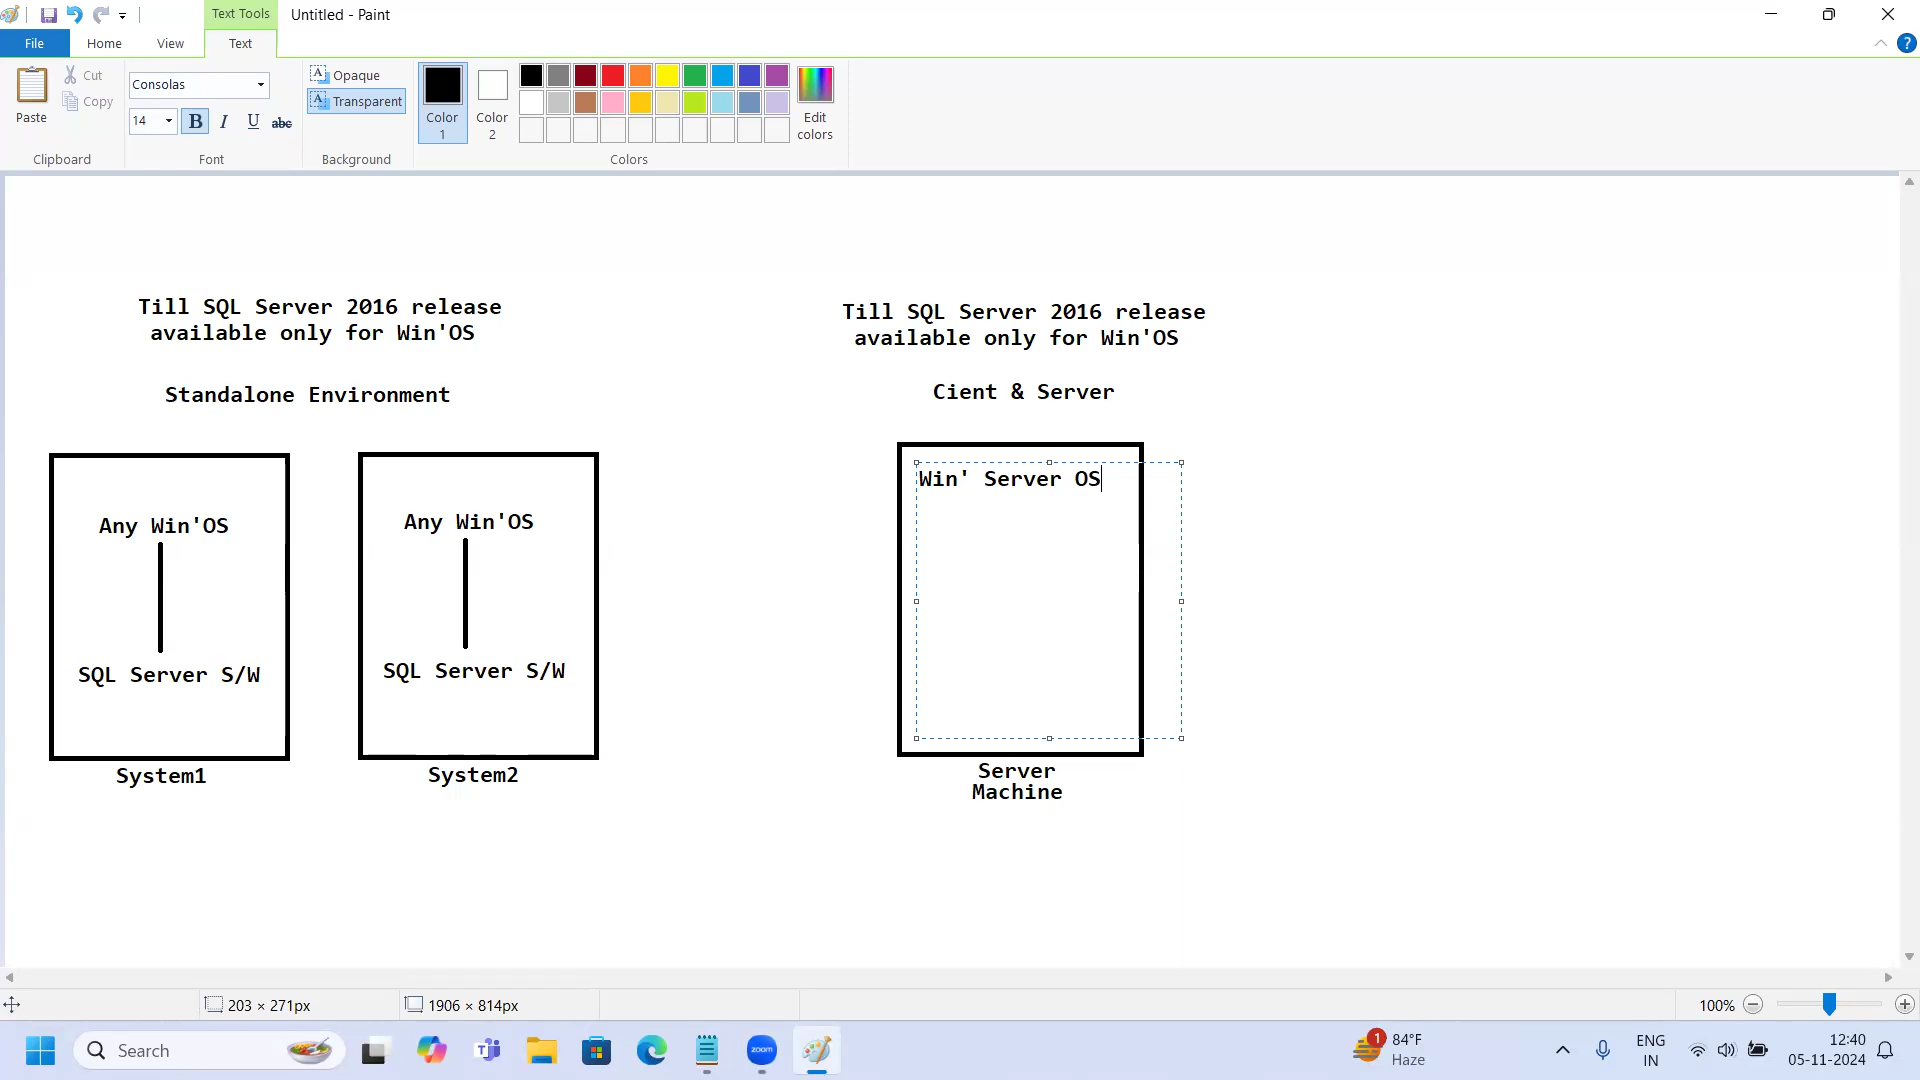 Text Tools
Untitled - Paint
File
Home
View
Text
Paste
Cut
Copy
Clipboard
Consolas
14
B
I
U
abc
Font
Opaque
Transparent
Background
Color
1
Color
2
Edit
colors
Colors
Till SQL Server 2016 release
available only for Win'OS
Standalone Environment
Any Win'OS
SQL Server S/W
System1
Any Win'OS
SQL Server S/W
System2
Till SQL Server 2016 release
available only for Win'OS
Cient & Server
Win' Server OS
Server
Machine
203 × 271px
1906 × 814px
100%
Search
zoom
1
84°F
Haze
ENG
IN
12:40
05-11-2024